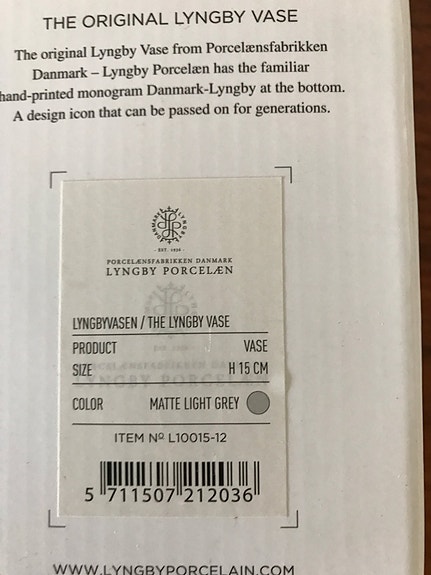 THE ORIGINAL LYNGBY VASE
The original Lyngby Vase from Porcelænsfabrikken
Danmark – Lyngby Porcelæn has the familiar
hand-printed monogram Danmark-Lyngby at the bottom.
A design icon that can be passed on for generations.
DANMARK LYNGBY
- EST. 1936 -
PORCELÆNSFABRIKKEN DANMARK
LYNGBY PORCELÆN
LYNGBYVASEN / THE LYNGBY VASE
PRODUCT VASE
SIZE H 15 CM
COLOR MATTE LIGHT GREY
ITEM Nº L10015-12
5 711507 212036
WWW.LYNGBYPORCELAIN.COM